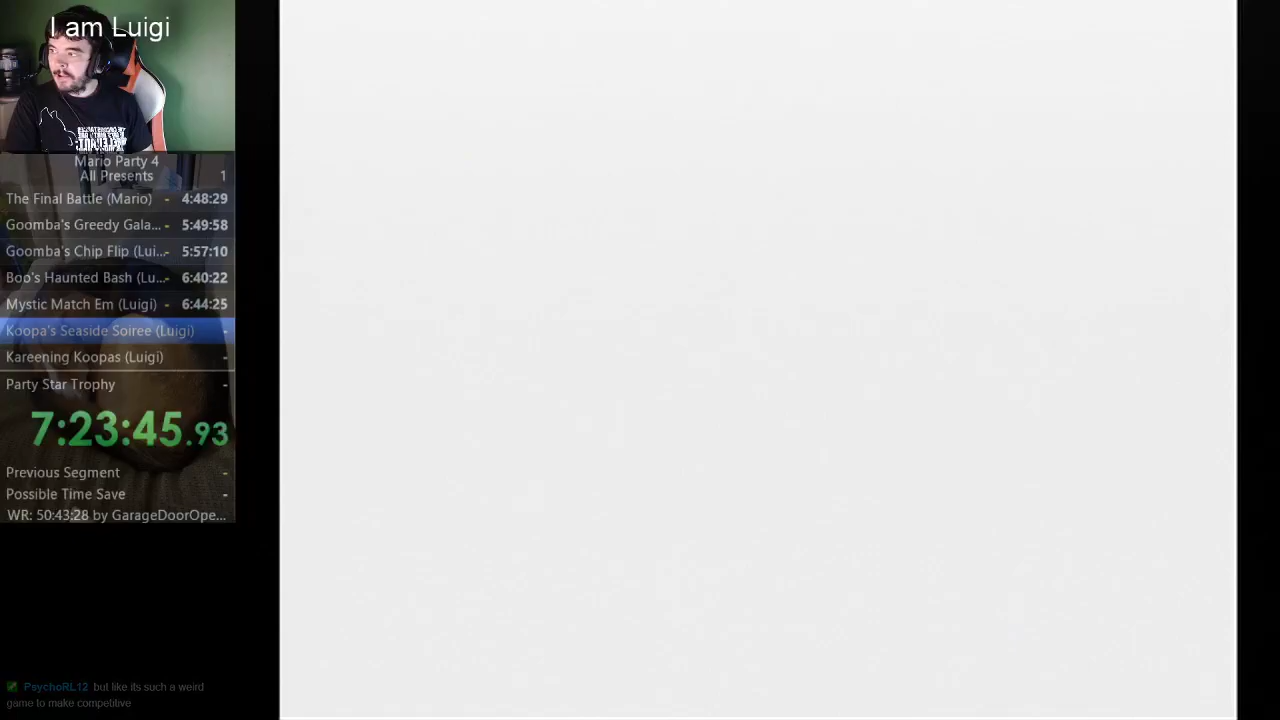 I am Luigi
Mario Party 4
All Presents 1
The Final Battle (Mario) - 4:48:29
Goomba's Greedy Gala... - 5:49:58
Goomba's Chip Flip (Lui... - 5:57:10
Boo's Haunted Bash (Lu... - 6:40:22
Mystic Match Em (Luigi) - 6:44:25
Koopa's Seaside Soiree (Luigi) -
Kareening Koopas (Luigi) -
Party Star Trophy -
7:23:45.93
Previous Segment -
Possible Time Save -
WR: 50:43:28 by GarageDoorOpe...
PsychoRL12 but like its such a weird
game to make competitive